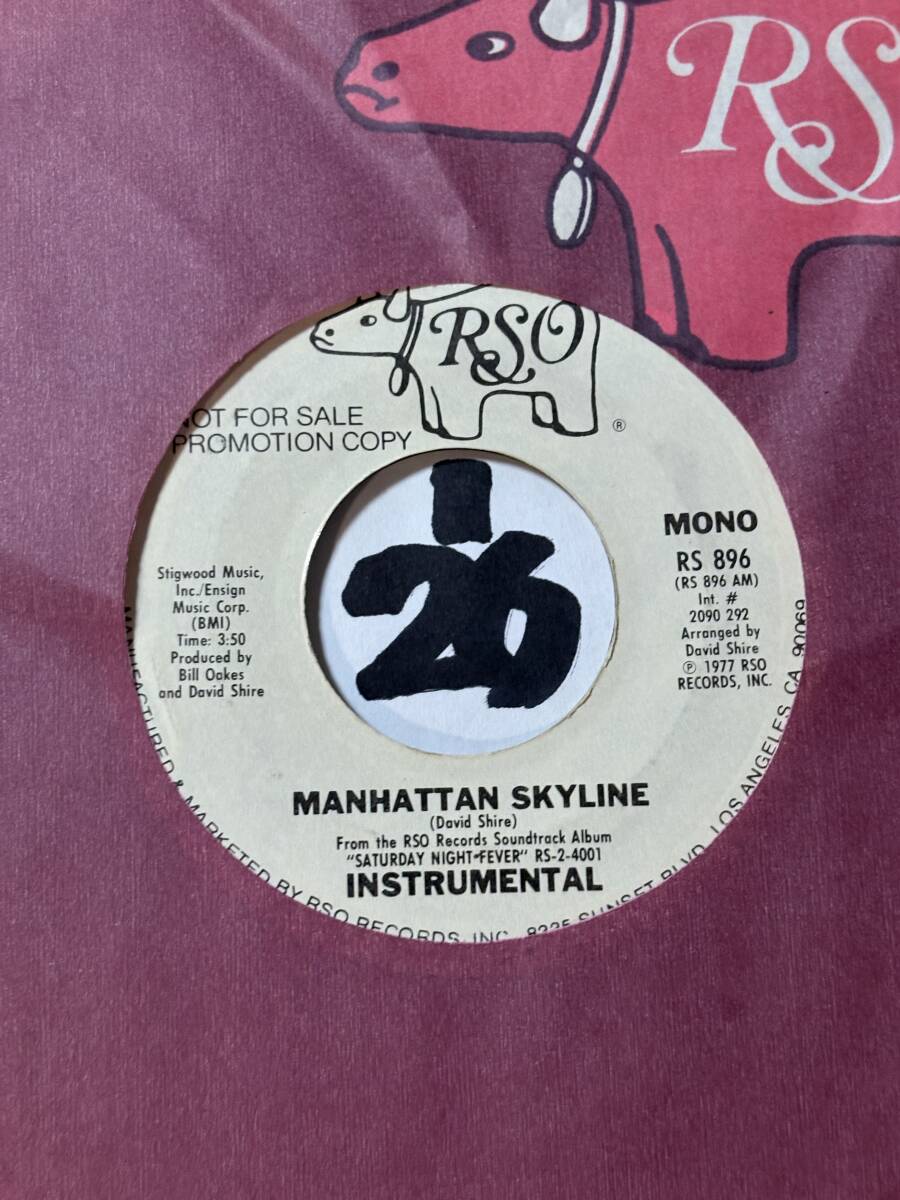 RSO
RSO
®
NOT FOR SALE
PROMOTION COPY
MONO
RS 896
(RS 896 AM)
Int. #
2090 292
Arranged by
David Shire
℗ 1977 RSO
RECORDS, INC.
Stigwood Music,
Inc./Ensign
Music Corp.
(BMI)
Time: 3:50
Produced by
Bill Oakes
and David Shire
1
26
MANHATTAN SKYLINE
(David Shire)
From the RSO Records Soundtrack Album
"SATURDAY NIGHT FEVER" RS-2-4001
INSTRUMENTAL
MANUFACTURED & MARKETED BY RSO RECORDS, INC. 8335 SUNSET BLVD. LOS ANGELES CA 90069